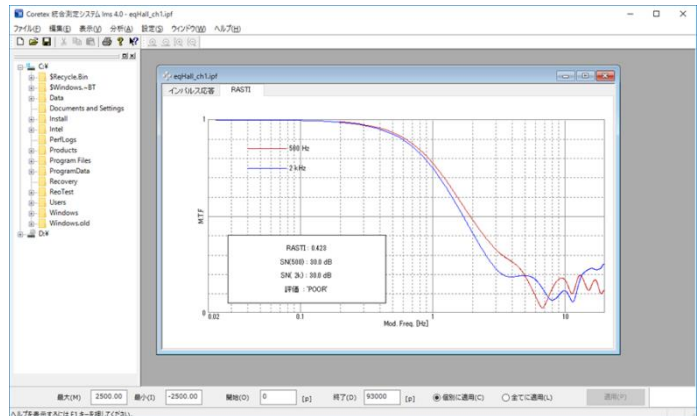 Coretex 統合測定システム Ims 4.0 - eqHall_ch1.ipf
ファイル(F) 編集(E) 表示(V) 分析(A) 設定(S) ウィンドウ(W) ヘルプ(H)
C:¥
$Recycle.Bin
$Windows.~BT
Data
Documents and Settings
Install
Intel
PerfLogs
Products
Program Files
ProgramData
Recovery
ReoTest
Users
Windows
Windows.old
D:¥
eqHall_ch1.ipf
インパルス応答 RASTI
1
500 Hz
2 kHz
M.T.F
RASTI : 0.420
SN(500) : 30.0 dB
SN( 2k) : 30.0 dB
評価 : 'POOR'
0
0.02 0.1 1 10
Mod. Freq. [Hz]
最大(M) 2500.00 最小(I) -2500.00 開始(O) 0 [p] 終了(D) 93000 [p] 個別に適用(C) 全てに適用(L) 適用(P)
ヘルプを表示するには F1 キーを押してください。